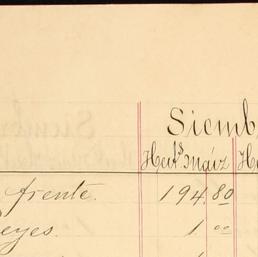 Siemb
Hect.s maíz H
frente. 194.80
eyes. 1 00